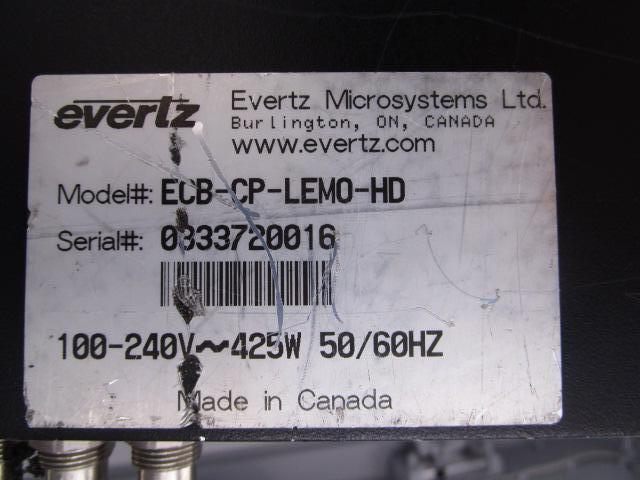 evertz
Evertz Microsystems Ltd.
Burlington, ON, CANADA
www.evertz.com
Model#: ECB-CP-LEMO-HD
Serial#: 0333720016
100-240V~425W 50/60HZ
Made in Canada